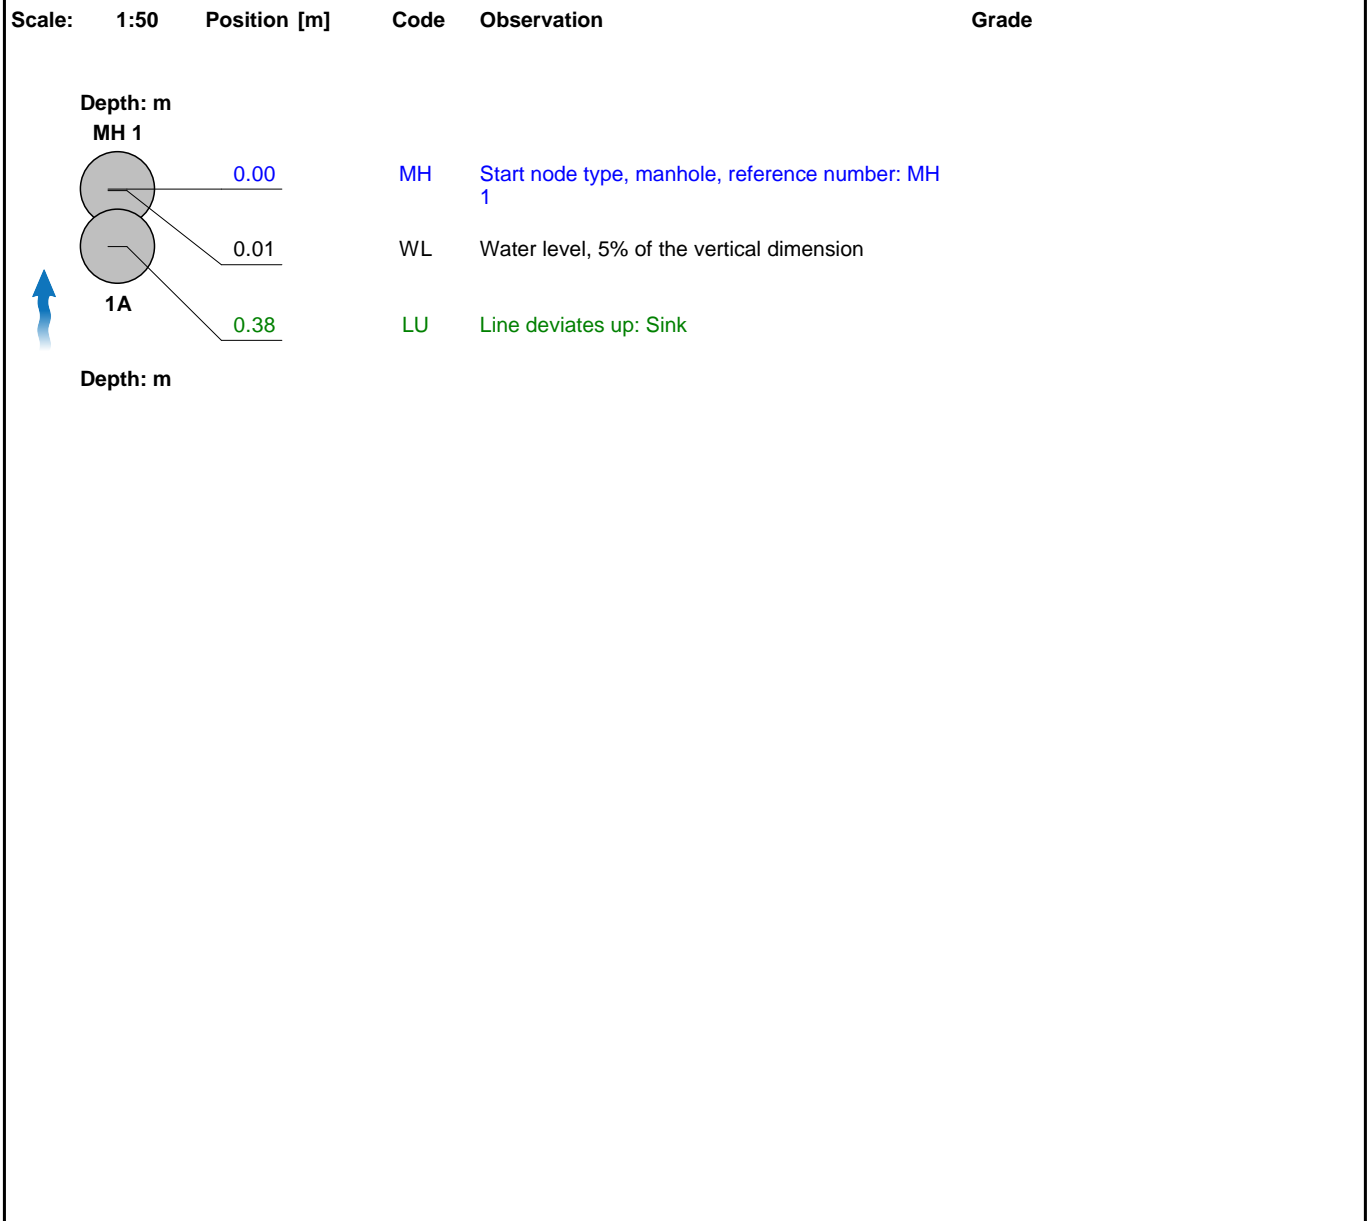 Scale: 1:50 Position [m] Code Observation Grade
Depth: m
MH 1
0.00 MH Start node type, manhole, reference number: MH
1
0.01 WL Water level, 5% of the vertical dimension
1A
0.38 LU Line deviates up: Sink
Depth: m